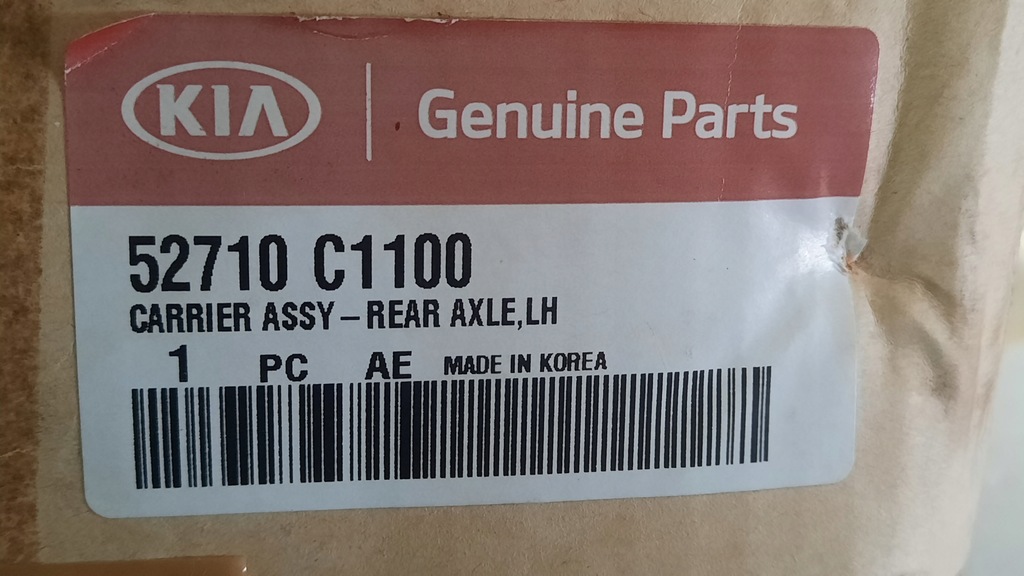 KIA Genuine Parts
52710 C1100
CARRIER ASSY–REAR AXLE,LH
1 PC AE MADE IN KOREA